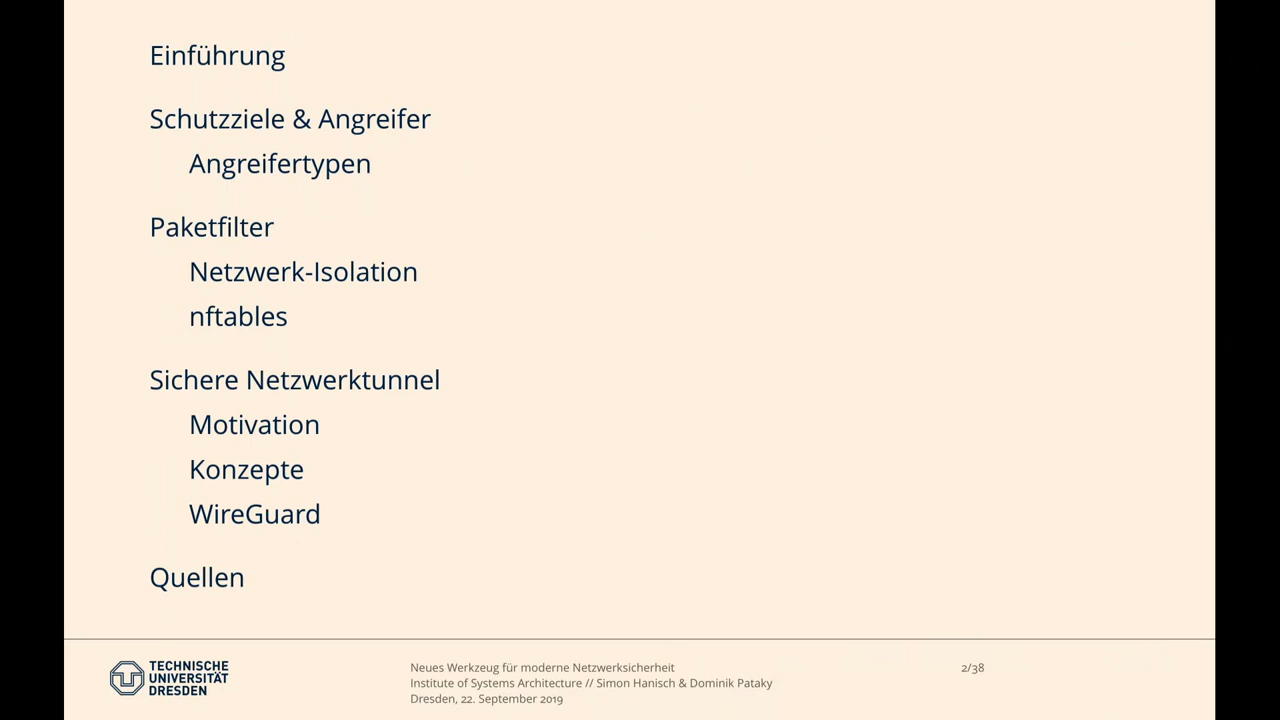 Einführung
Schutzziele & Angreifer
Angreifertypen
Paketfilter
Netzwerk-Isolation
nftables
Sichere Netzwerktunnel
Motivation
Konzepte
WireGuard
Quellen
TECHNISCHE
UNIVERSITÄT
DRESDEN
Neues Werkzeug für moderne Netzwerksicherheit
Institute of Systems Architecture // Simon Hanisch & Dominik Pataky
Dresden, 22. September 2019
2/38